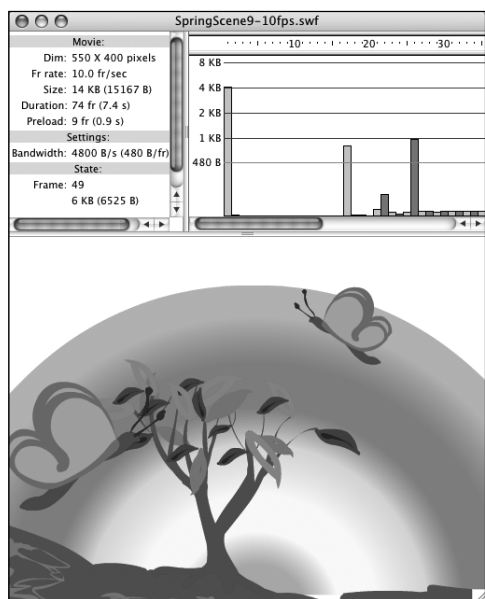 SpringScene9-10fps.swf
Movie:
Dim: 550 X 400 pixels
Fr rate: 10.0 fr/sec
Size: 14 KB (15167 B)
Duration: 74 fr (7.4 s)
Preload: 9 fr (0.9 s)
Settings:
Bandwidth: 4800 B/s (480 B/fr)
State:
Frame: 49
6 KB (6525 B)
10 20 30
8 KB
4 KB
2 KB
1 KB
480 B